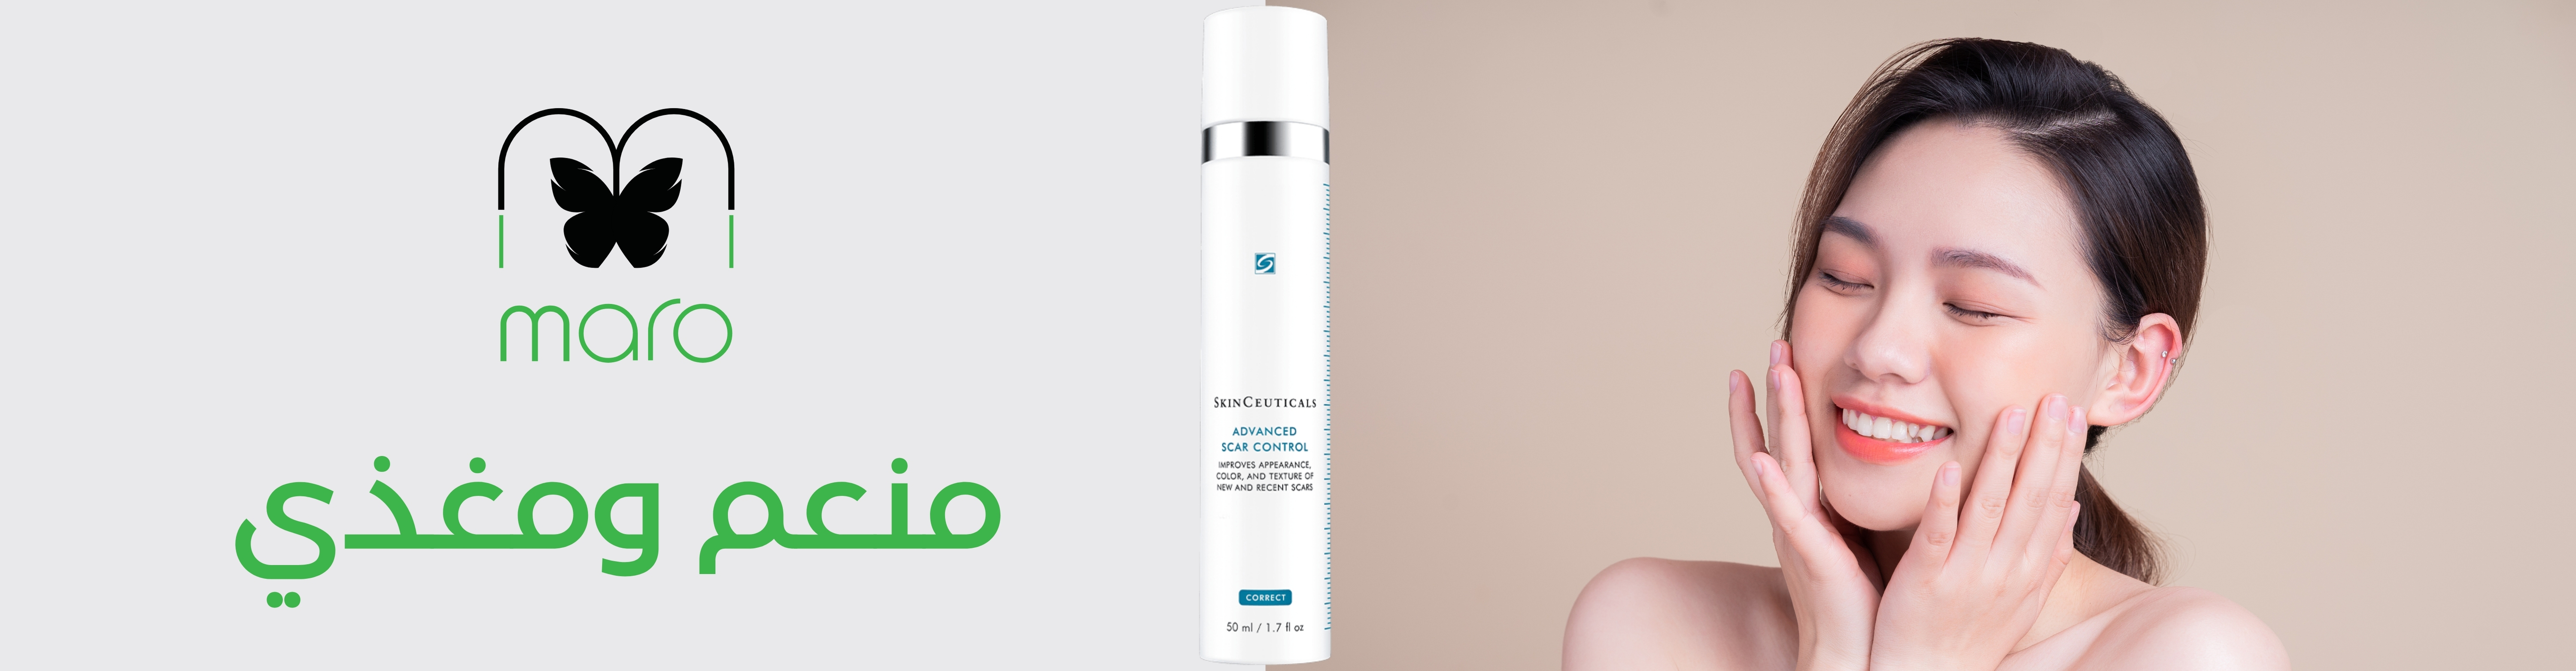 maro
منعم ومغذي
SKINCEUTICALS
ADVANCED
SCAR CONTROL
IMPROVES APPEARANCE,
COLOR, AND TEXTURE OF
NEW AND RECENT SCARS
CORRECT
50 ml / 1.7 fl oz